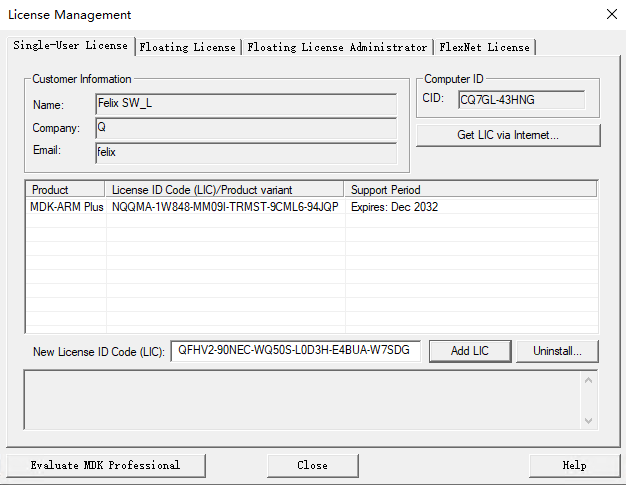 License Management
Single-User License Floating License Floating License Administrator FlexNet License
Customer Information
Name: Felix SW_L
Company: Q
Email: felix
Computer ID
CID: CQ7GL-43HNG
Get LIC via Internet...
Product License ID Code (LIC)/Product variant Support Period
MDK-ARM Plus NQQMA-1W848-MM09I-TRMST-9CML6-94JQP Expires: Dec 2032
New License ID Code (LIC): QFHV2-90NEC-WQ50S-L0D3H-E4BUA-W7SDG Add LIC Uninstall...
Evaluate MDK Professional Close Help